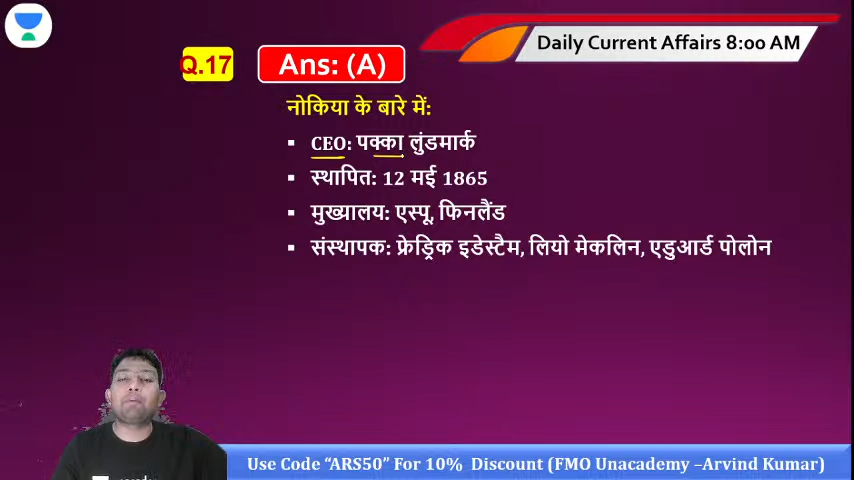 Daily Current Affairs 8:00 AM
Q.17
Ans: (A)
नोकिया के बारे में:
▪ CEO: पक्का लुंडमार्क
▪ स्थापित: 12 मई 1865
▪ मुख्यालय: एस्पू, फिनलैंड
▪ संस्थापक: फ्रेड्रिक इडेस्टैम, लियो मेकलिन, एडुआर्ड पोलोन
Use Code “ARS50” For 10% Discount (FMO Unacademy –Arvind Kumar)